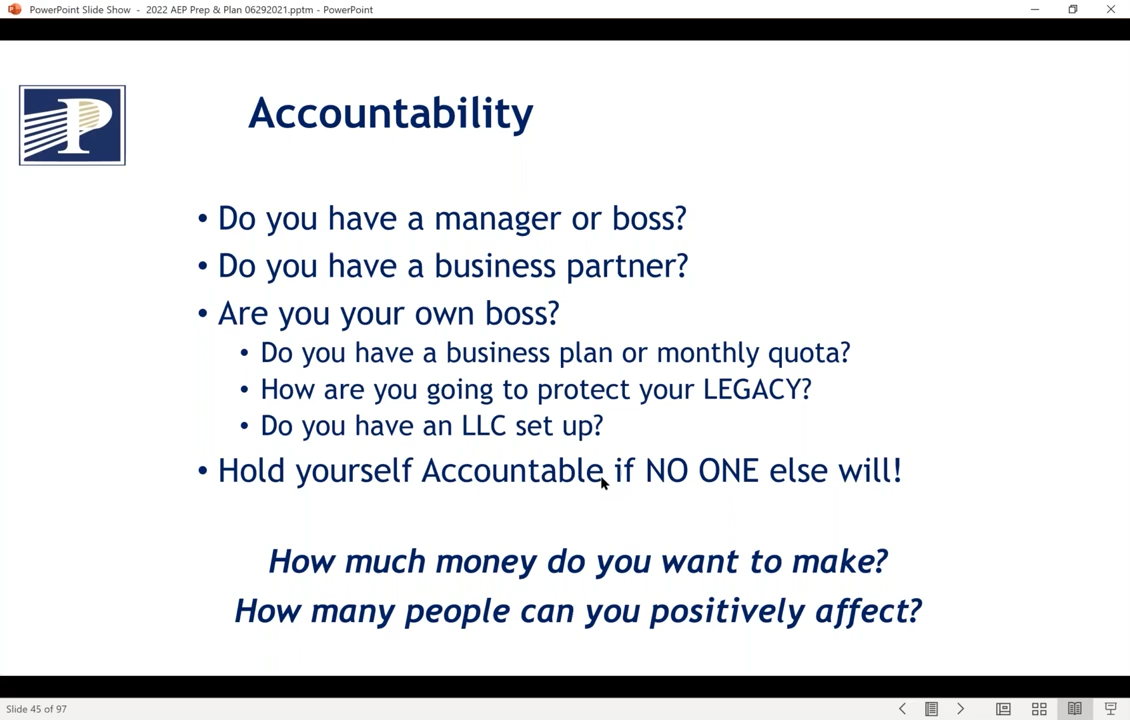 PowerPoint Slide Show - 2022 AEP Prep & Plan 06292021.pptm - PowerPoint
P
Accountability
• Do you have a manager or boss?
• Do you have a business partner?
• Are you your own boss?
• Do you have a business plan or monthly quota?
• How are you going to protect your LEGACY?
• Do you have an LLC set up?
• Hold yourself Accountable if NO ONE else will!
How much money do you want to make?
How many people can you positively affect?
Slide 45 of 97